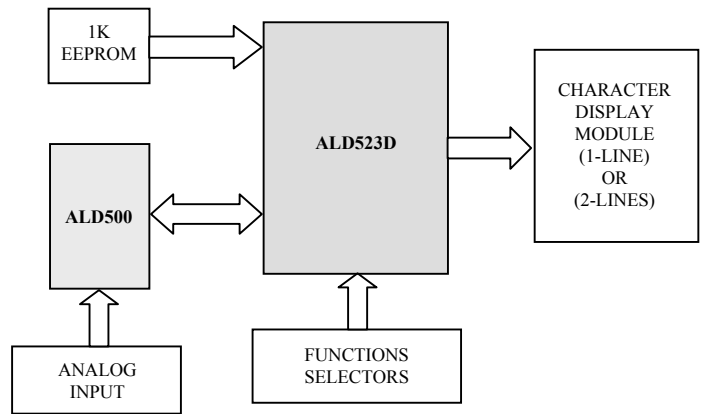 1K
EEPROM
ALD523D
CHARACTER
DISPLAY
MODULE
(1-LINE)
OR
(2-LINES)
ALD500
ANALOG
INPUT
FUNCTIONS
SELECTORS